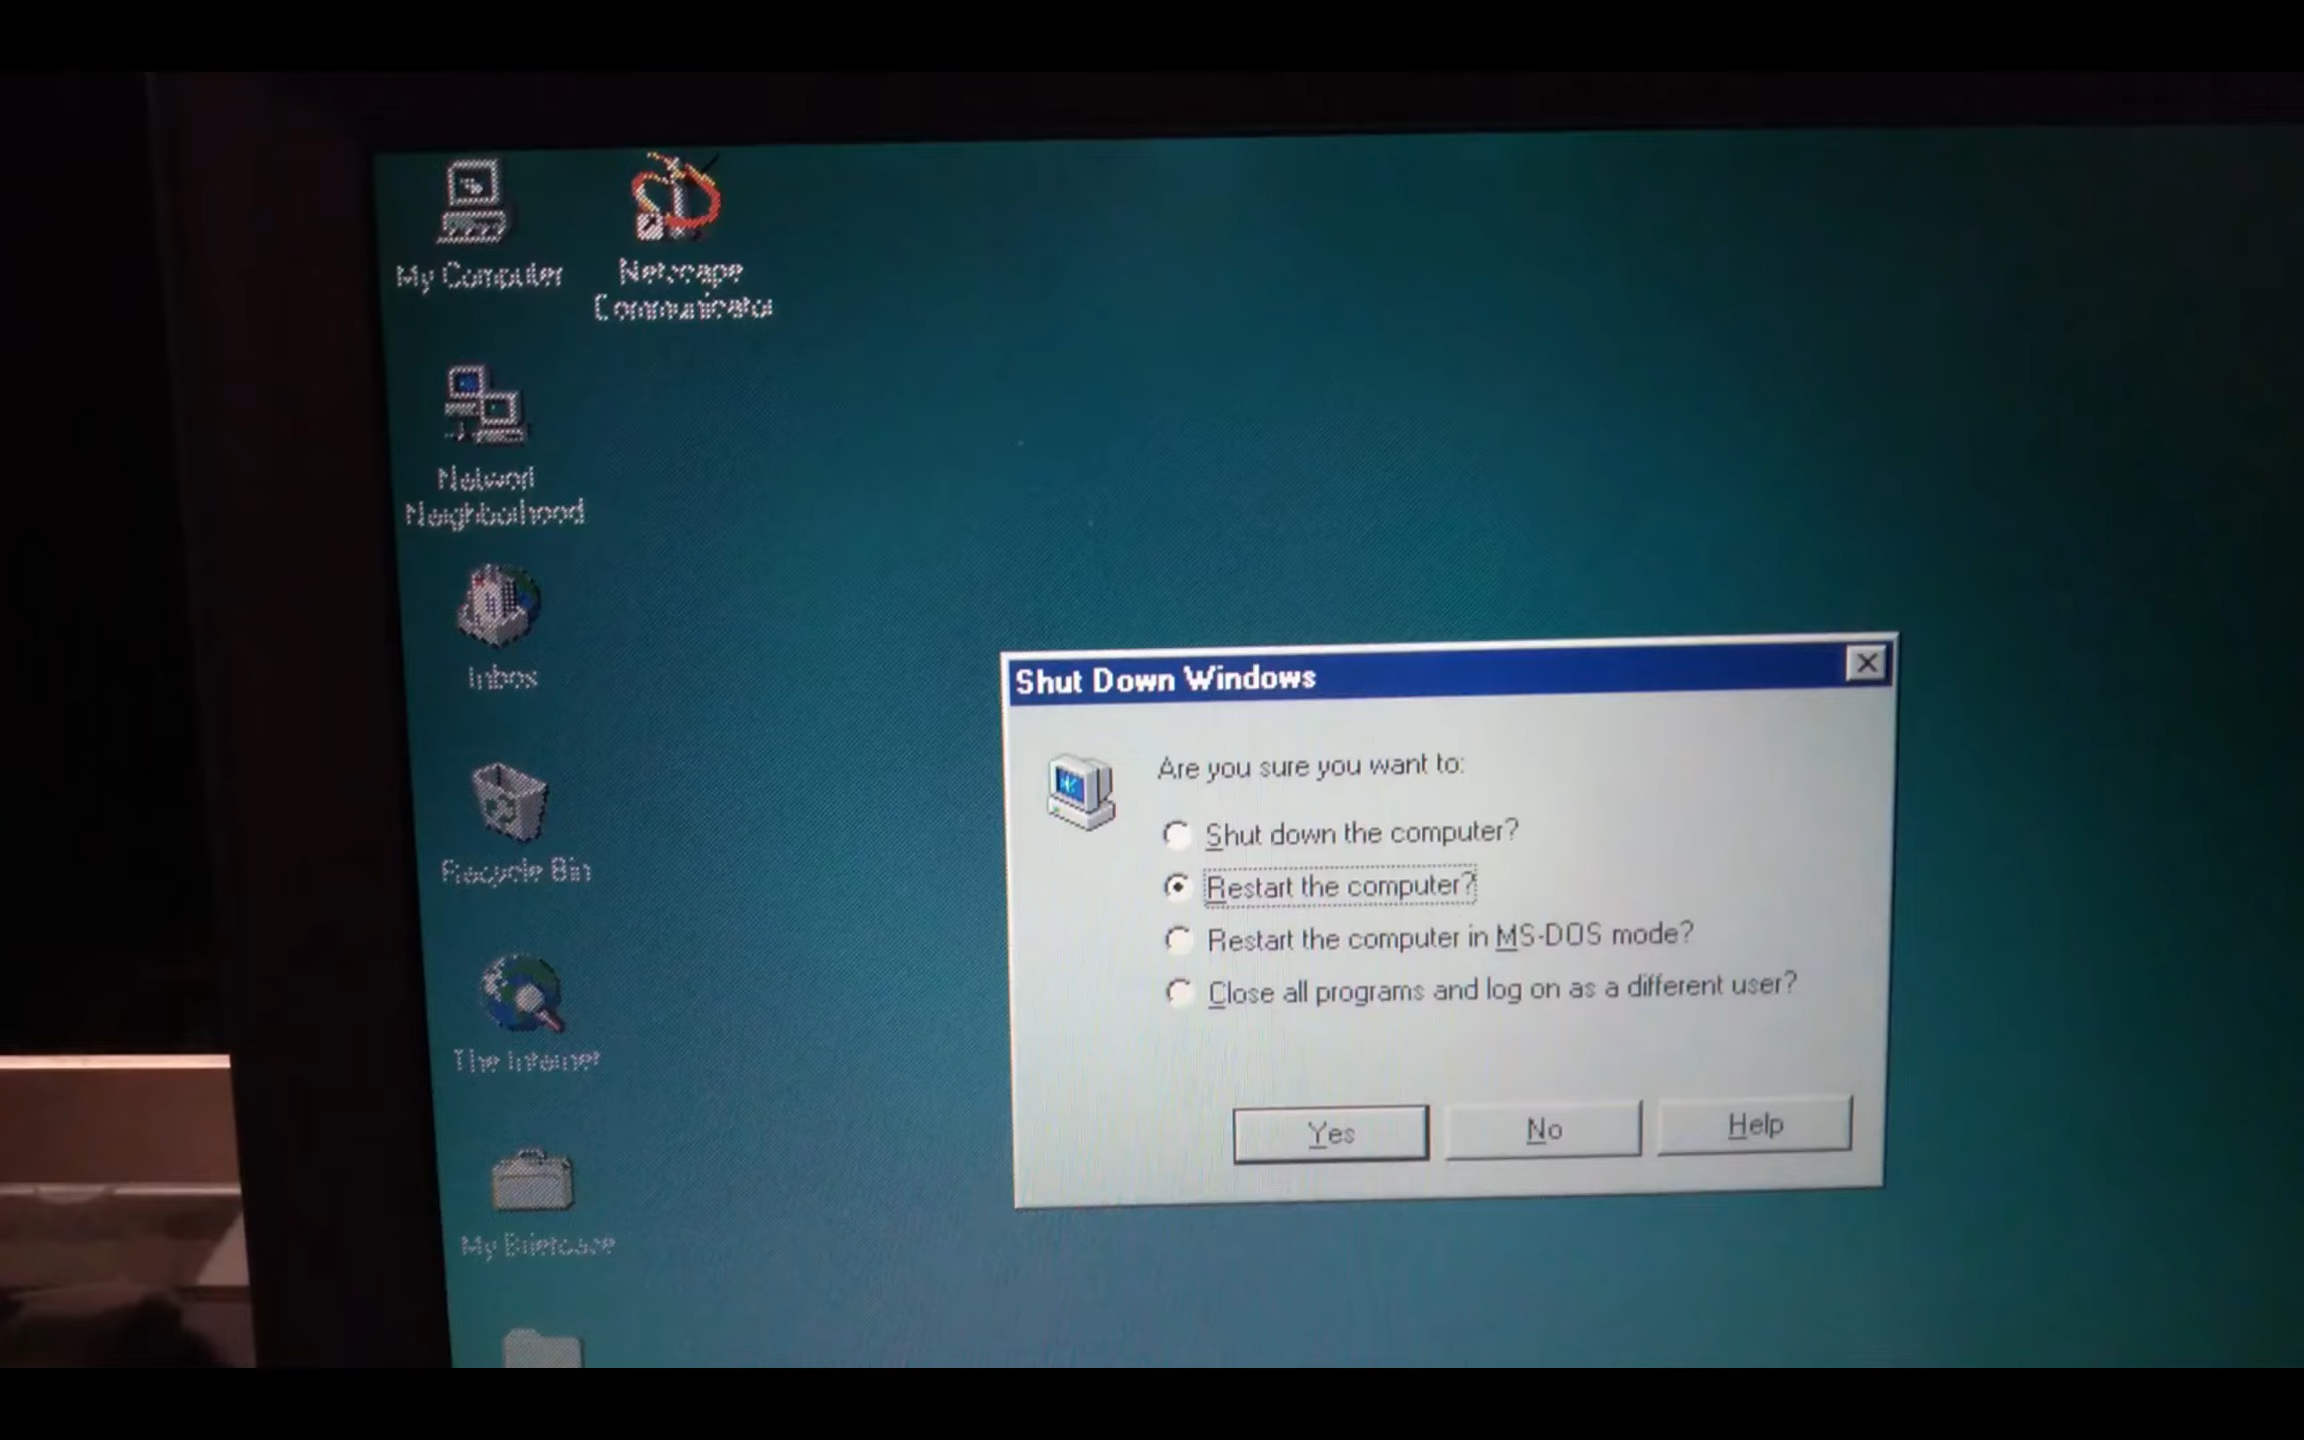 My Computer
Netscape
Communicator
Network
Neighborhood
Inbox
Recycle Bin
The Internet
My Briefcase
Shut Down Windows
Are you sure you want to:
Shut down the computer?
Restart the computer?
Restart the computer in MS-DOS mode?
Close all programs and log on as a different user?
Yes
No
Help